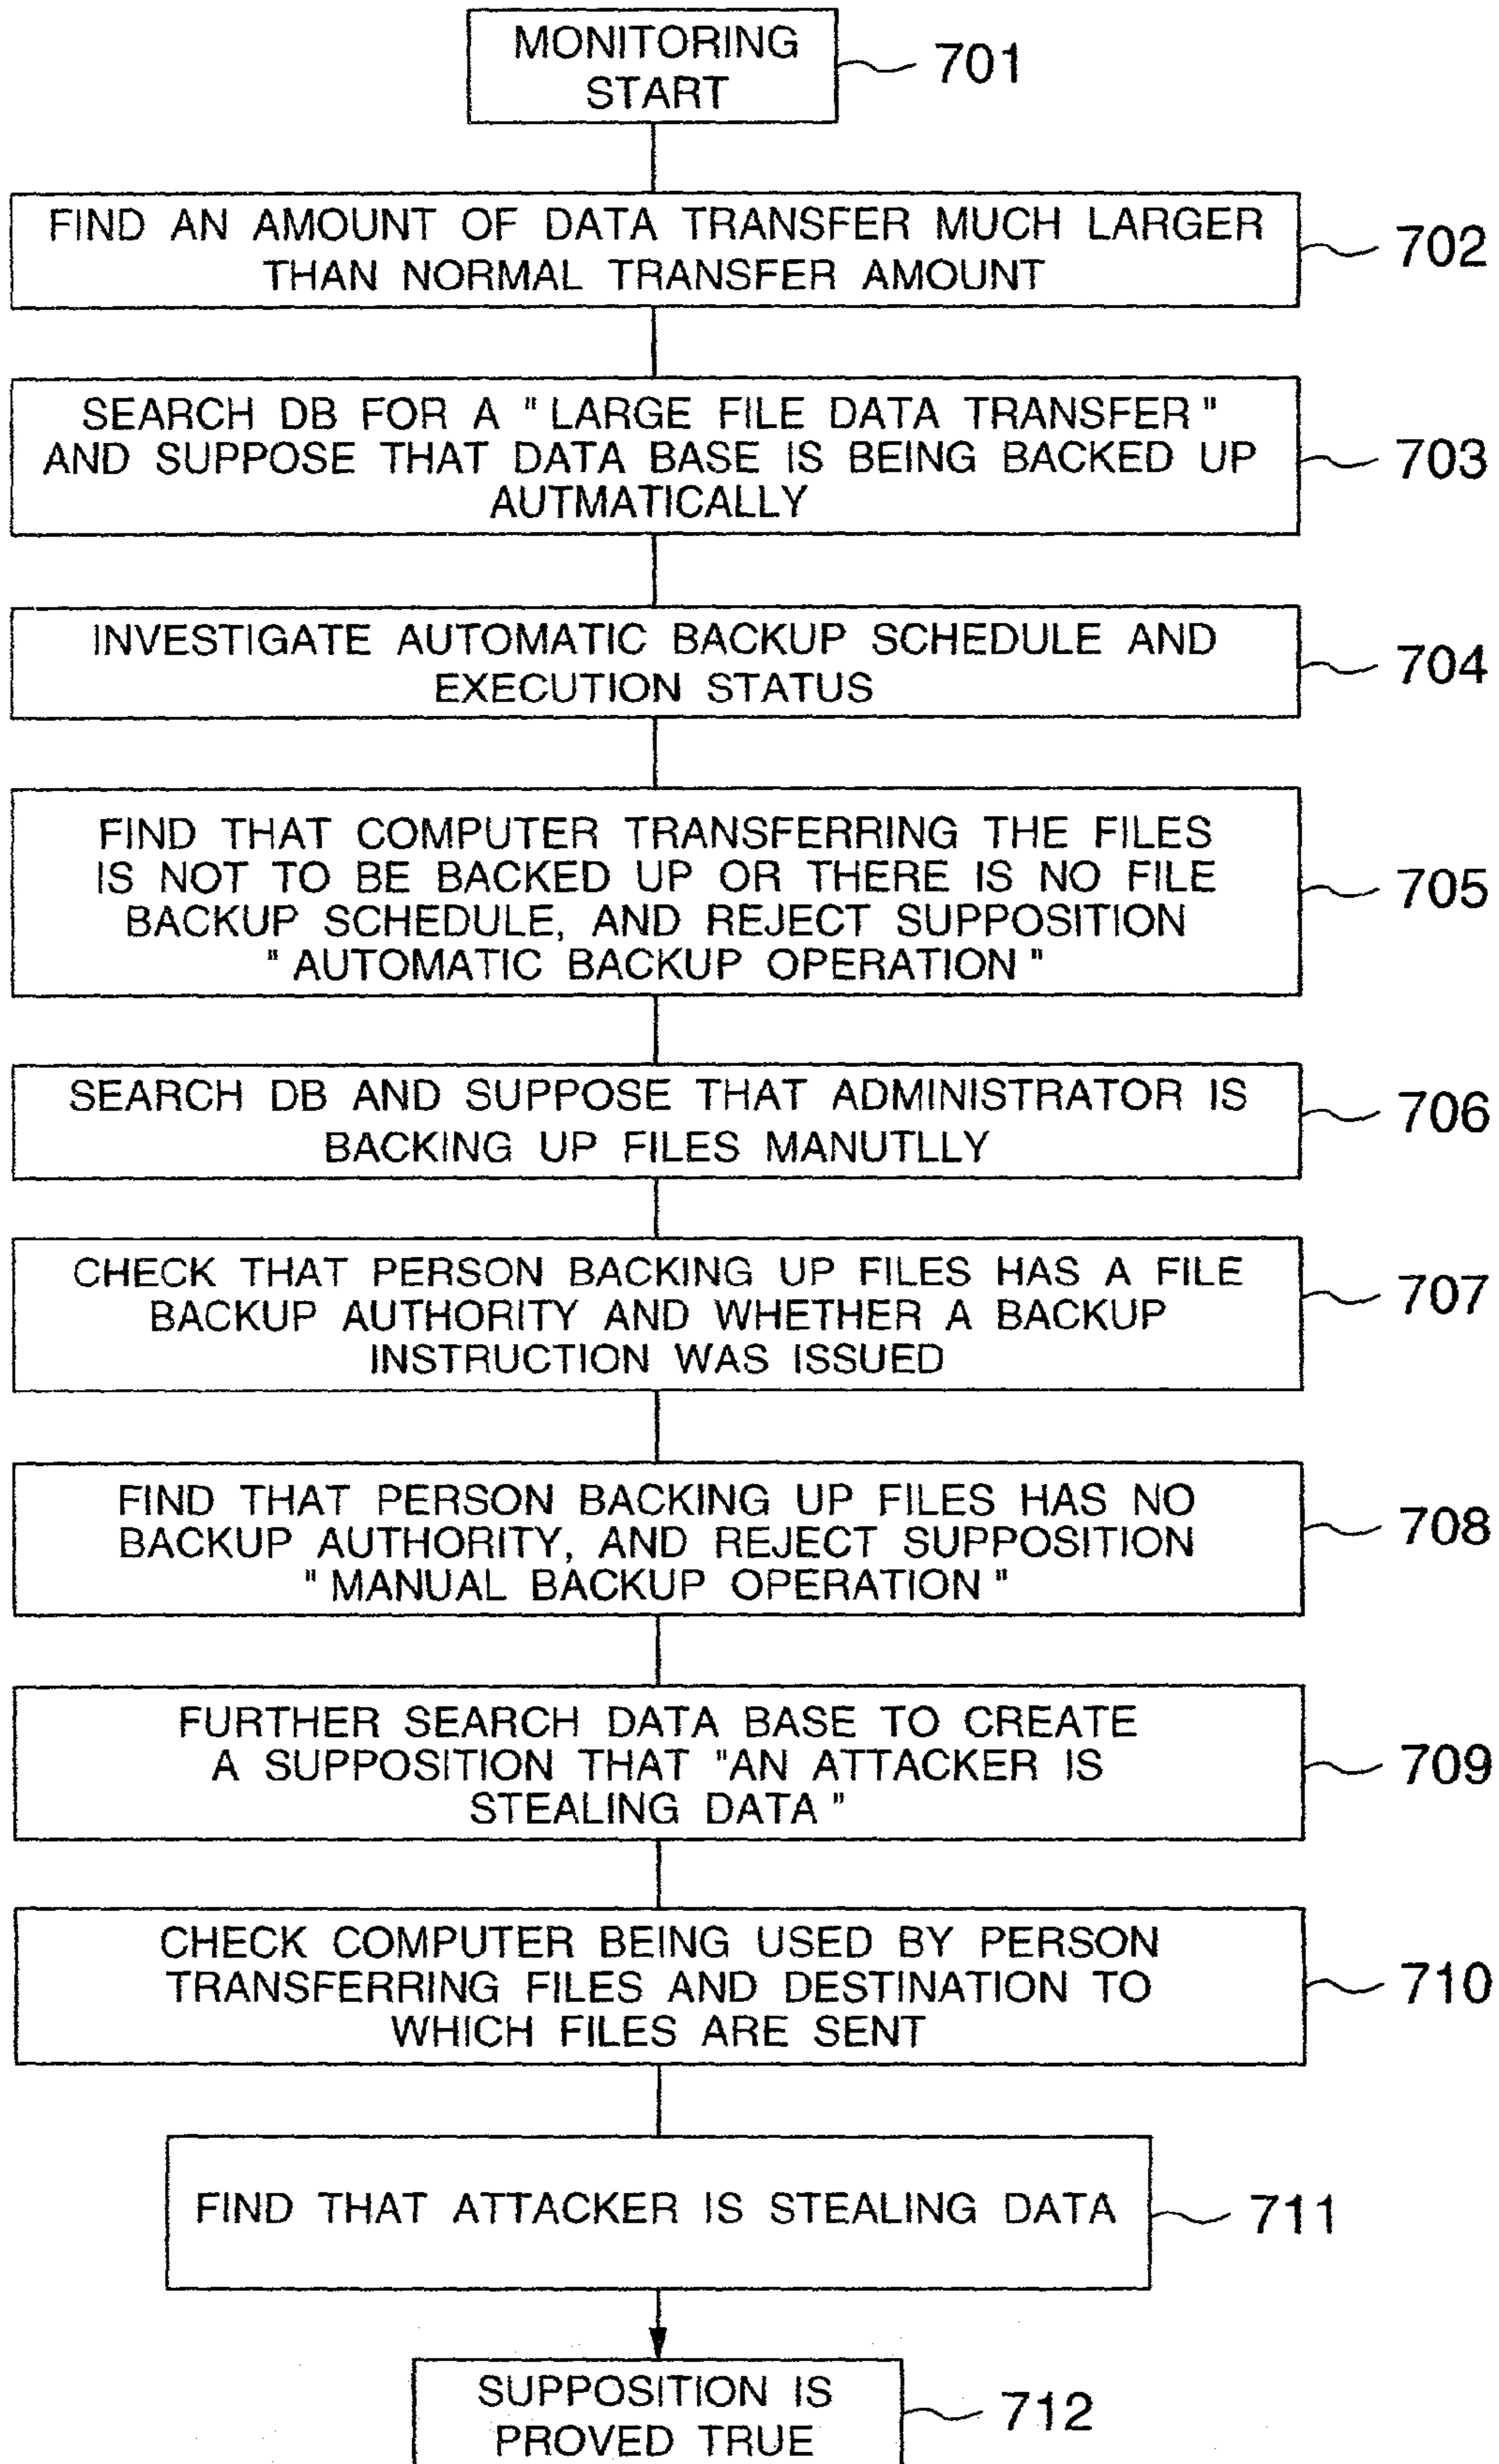 MONITORING
START
701
FIND AN AMOUNT OF DATA TRANSFER MUCH LARGER
THAN NORMAL TRANSFER AMOUNT
702
SEARCH DB FOR A "LARGE FILE DATA TRANSFER"
AND SUPPOSE THAT DATA BASE IS BEING BACKED UP
AUTMATICALLY
703
INVESTIGATE AUTOMATIC BACKUP SCHEDULE AND
EXECUTION STATUS
704
FIND THAT COMPUTER TRANSFERRING THE FILES
IS NOT TO BE BACKED UP OR THERE IS NO FILE
BACKUP SCHEDULE, AND REJECT SUPPOSITION
"AUTOMATIC BACKUP OPERATION"
705
SEARCH DB AND SUPPOSE THAT ADMINISTRATOR IS
BACKING UP FILES MANUTLLY
706
CHECK THAT PERSON BACKING UP FILES HAS A FILE
BACKUP AUTHORITY AND WHETHER A BACKUP
INSTRUCTION WAS ISSUED
707
FIND THAT PERSON BACKING UP FILES HAS NO
BACKUP AUTHORITY, AND REJECT SUPPOSITION
"MANUAL BACKUP OPERATION"
708
FURTHER SEARCH DATA BASE TO CREATE
A SUPPOSITION THAT "AN ATTACKER IS
STEALING DATA"
709
CHECK COMPUTER BEING USED BY PERSON
TRANSFERRING FILES AND DESTINATION TO
WHICH FILES ARE SENT
710
FIND THAT ATTACKER IS STEALING DATA
711
SUPPOSITION IS
PROVED TRUE
712